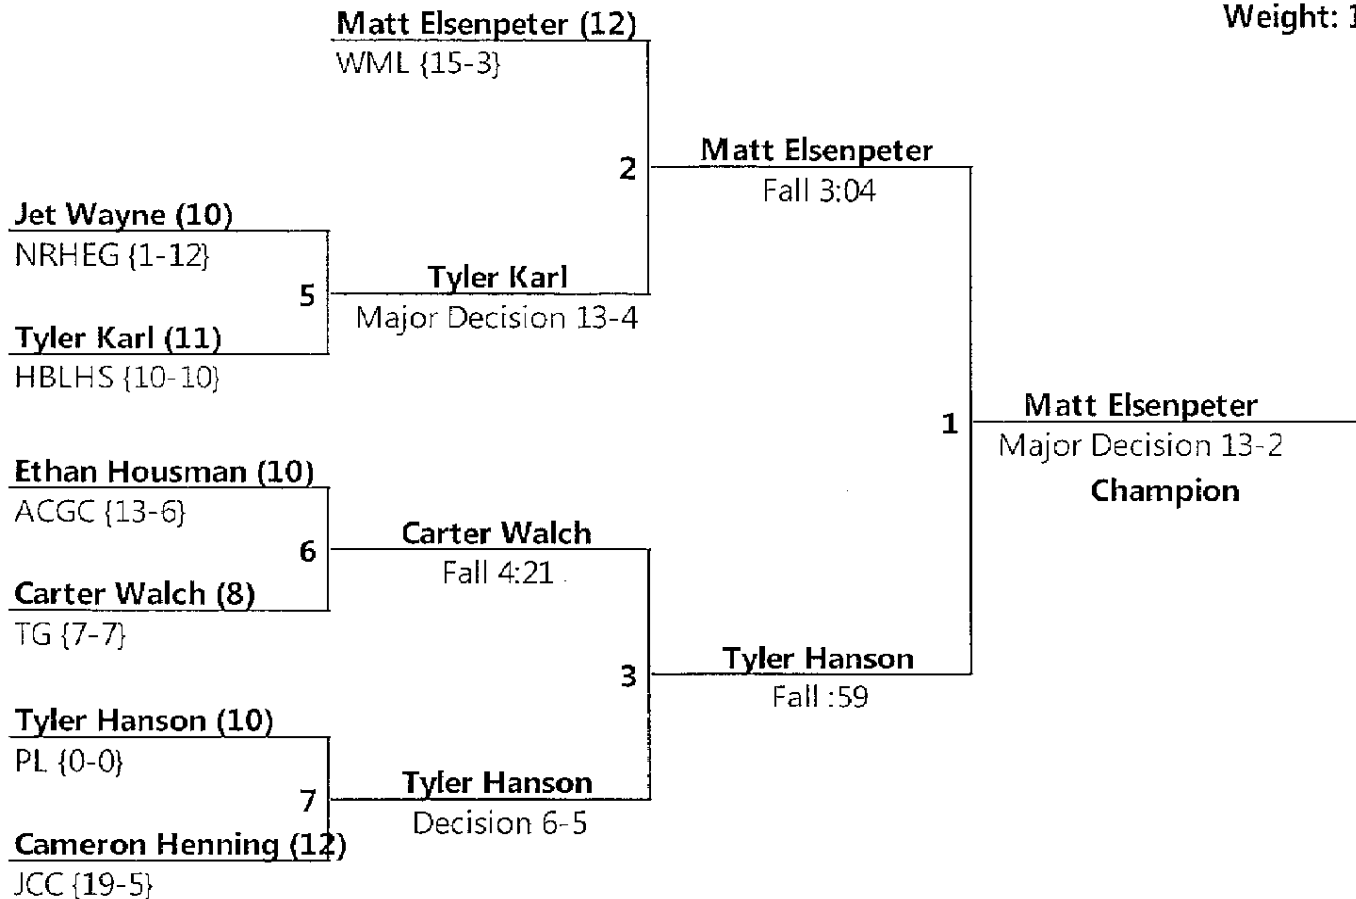 Weight: 1
Matt Elsenpeter (12)
WML {15-3}
2
Matt Elsenpeter
Fall 3:04
Jet Wayne (10)
NRHEG {1-12}
5
Tyler Karl
Major Decision 13-4
Tyler Karl (11)
HBLHS {10-10}
1
Matt Elsenpeter
Major Decision 13-2
Champion
Ethan Housman (10)
ACGC {13-6}
6
Carter Walch
Fall 4:21
Carter Walch (8)
TG {7-7}
3
Tyler Hanson
Fall :59
Tyler Hanson (10)
PL {0-0}
7
Tyler Hanson
Decision 6-5
Cameron Henning (12)
JCC {19-5}